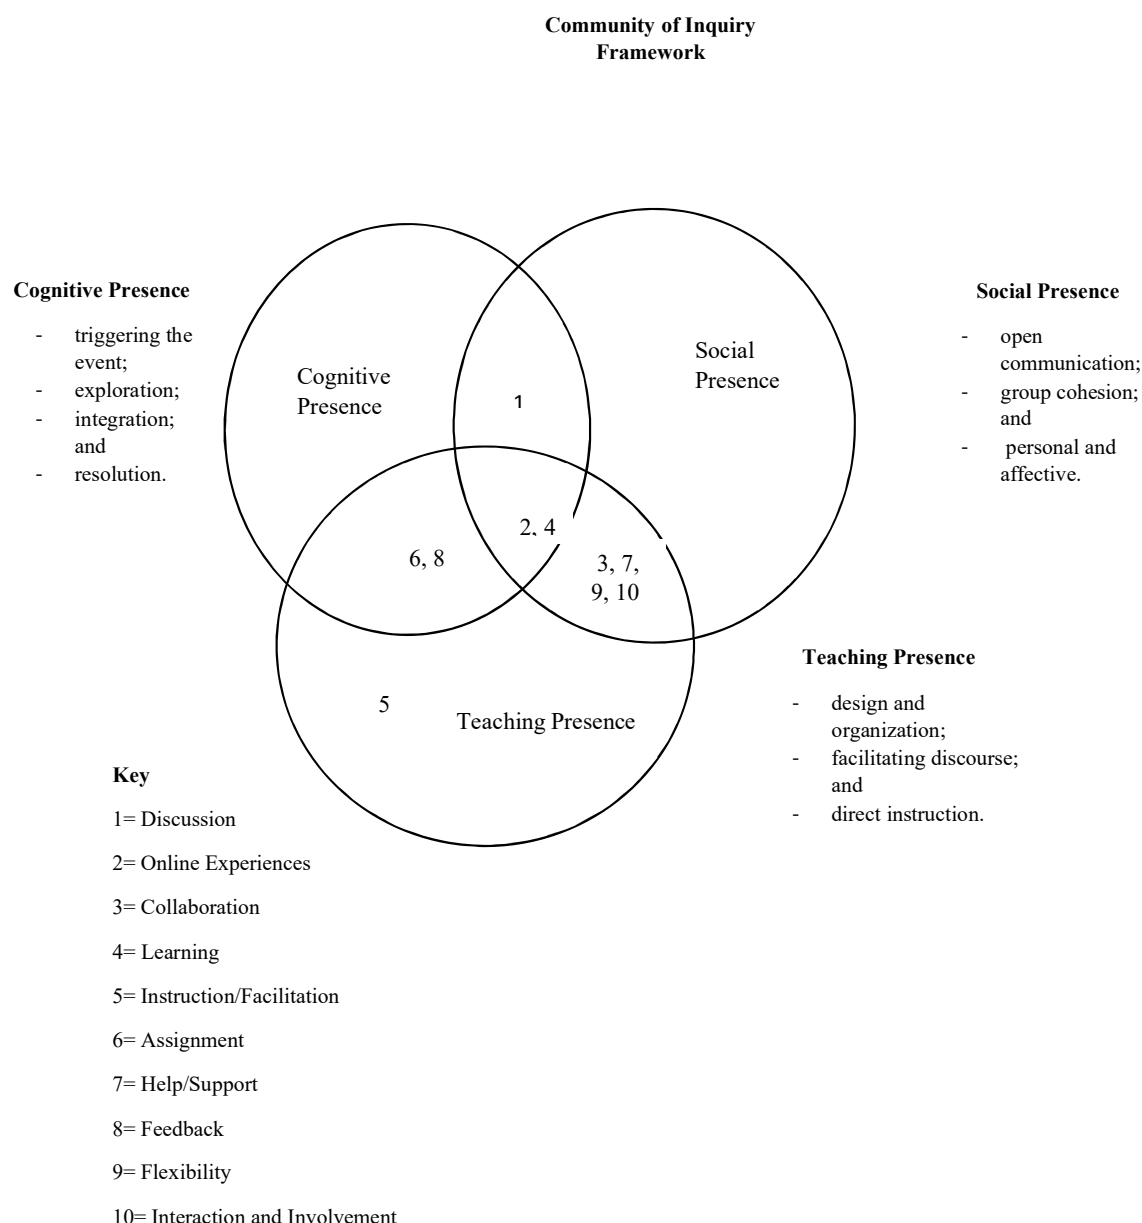 Community of Inquiry
Framework
Cognitive Presence
- triggering the
event;
- exploration;
- integration;
and
- resolution.
Social Presence
- open
communication;
- group cohesion;
and
- personal and
affective.
Cognitive
Presence
Social
Presence
1
2, 4
6, 8
3, 7,
9, 10
5
Teaching Presence
Teaching Presence
- design and
organization;
- facilitating discourse;
and
- direct instruction.
Key
1= Discussion
2= Online Experiences
3= Collaboration
4= Learning
5= Instruction/Facilitation
6= Assignment
7= Help/Support
8= Feedback
9= Flexibility
10= Interaction and Involvement